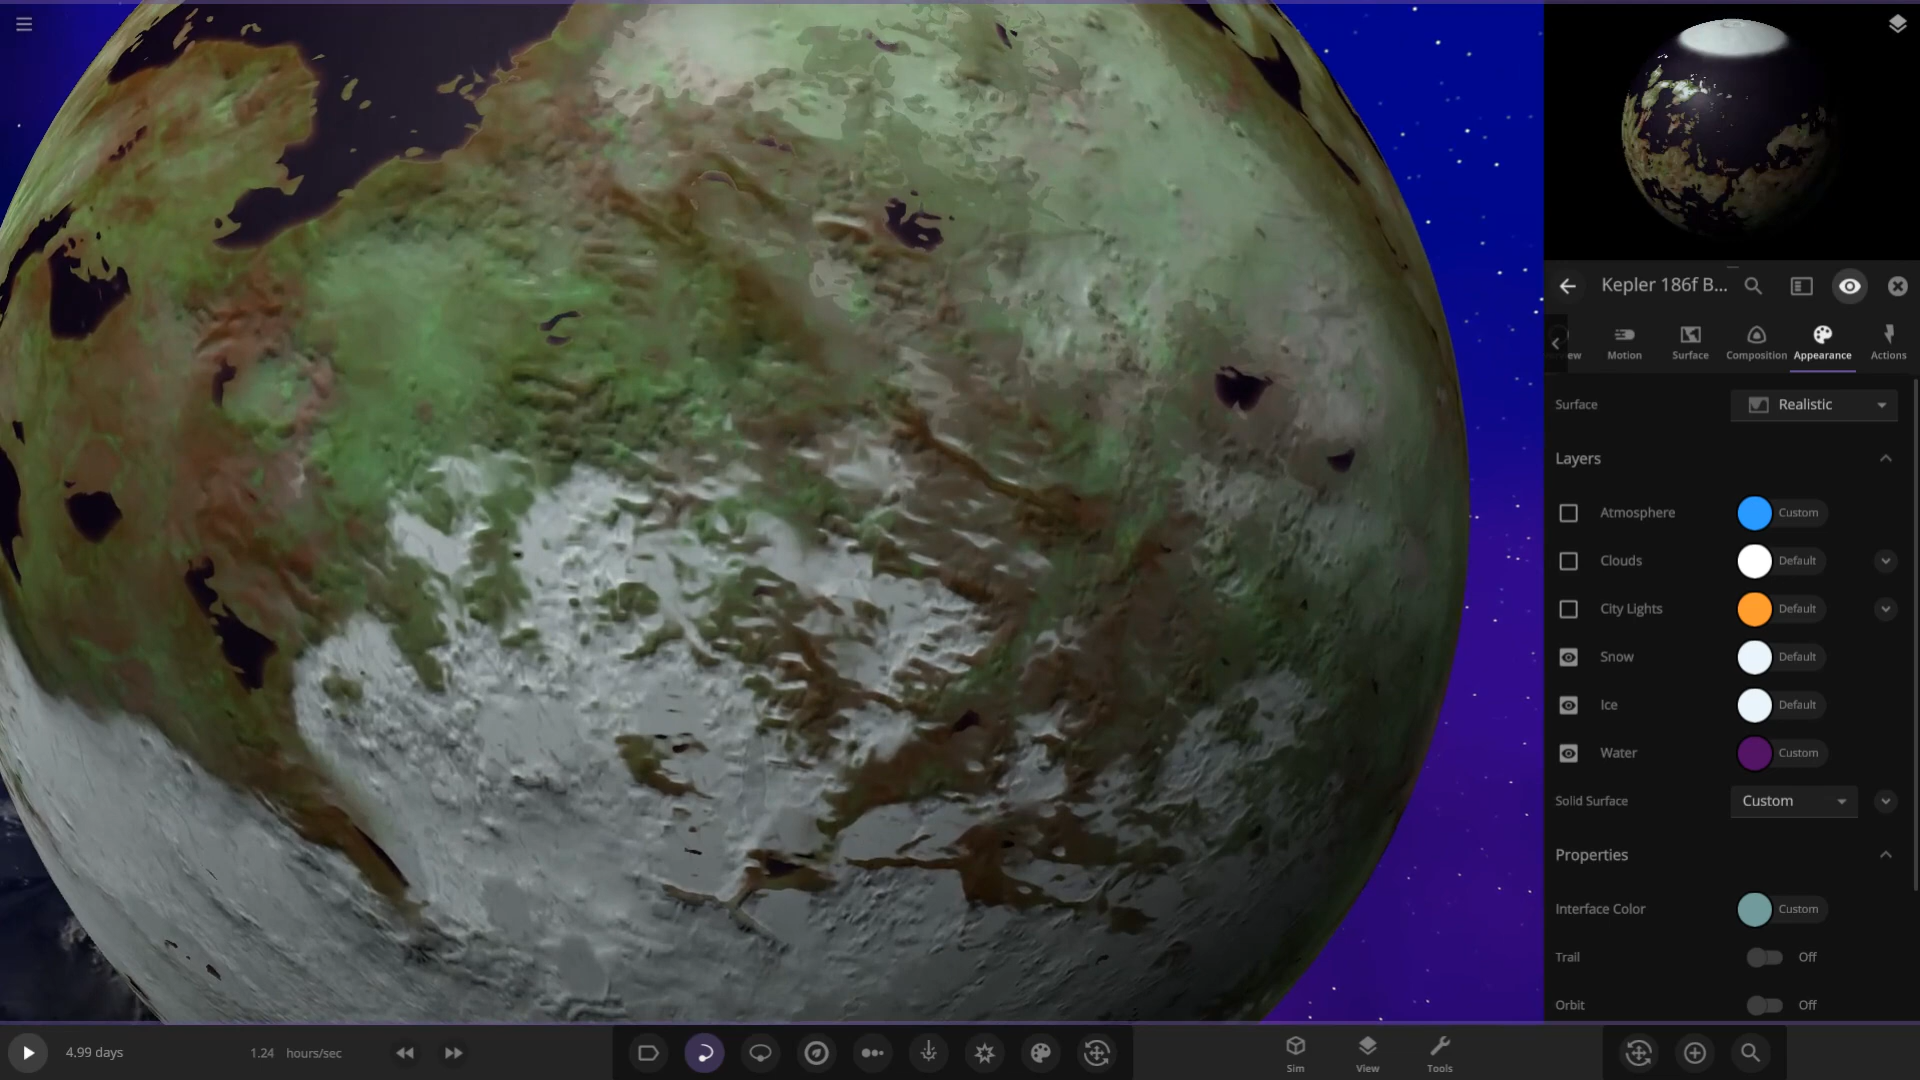 Kepler 186f B...
ew
Motion
Surface
Composition
Appearance
Actions
Surface
Realistic
Layers
Atmosphere
Custom
Clouds
Default
City Lights
Default
Snow
Default
Ice
Default
Water
Custom
Solid Surface
Custom
Properties
Interface Color
Custom
Trail
Off
Orbit
Off
4.99 days
1.24 hours/sec
Sim
View
Tools